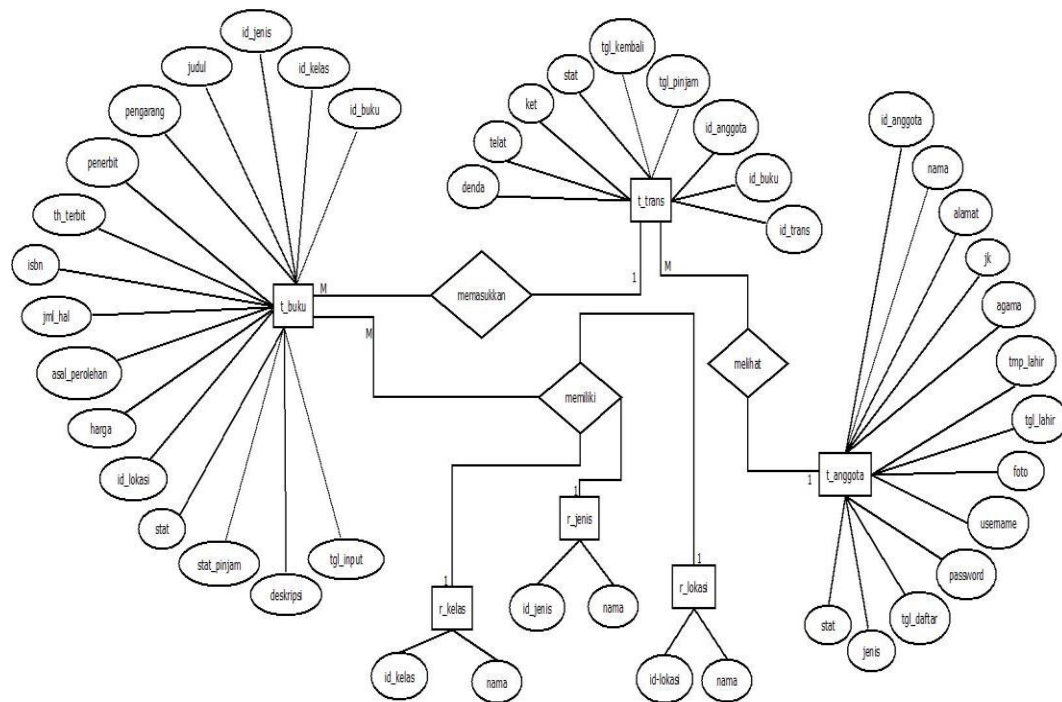 id_jenis
judul
id_kelas
pengarang
id_buku
penerbit
th_terbit
isbn
jml_hal
asal_perolehan
harga
id_lokasi
stat
stat_pinjam
deskripsi
tgl_input
t_buku
M
M
memasukkan
1
memiliki
tgl_kembali
stat
tgl_pinjam
ket
id_anggota
telat
id_buku
denda
id_trans
t_trans
M
melihat
1
t_anggota
id_anggota
nama
alamat
jk
agama
tmp_lahir
tgl_lahir
foto
username
password
tgl_daftar
jenis
stat
1
r_jenis
id_jenis
nama
1
r_kelas
id_kelas
nama
1
r_lokasi
id-lokasi
nama